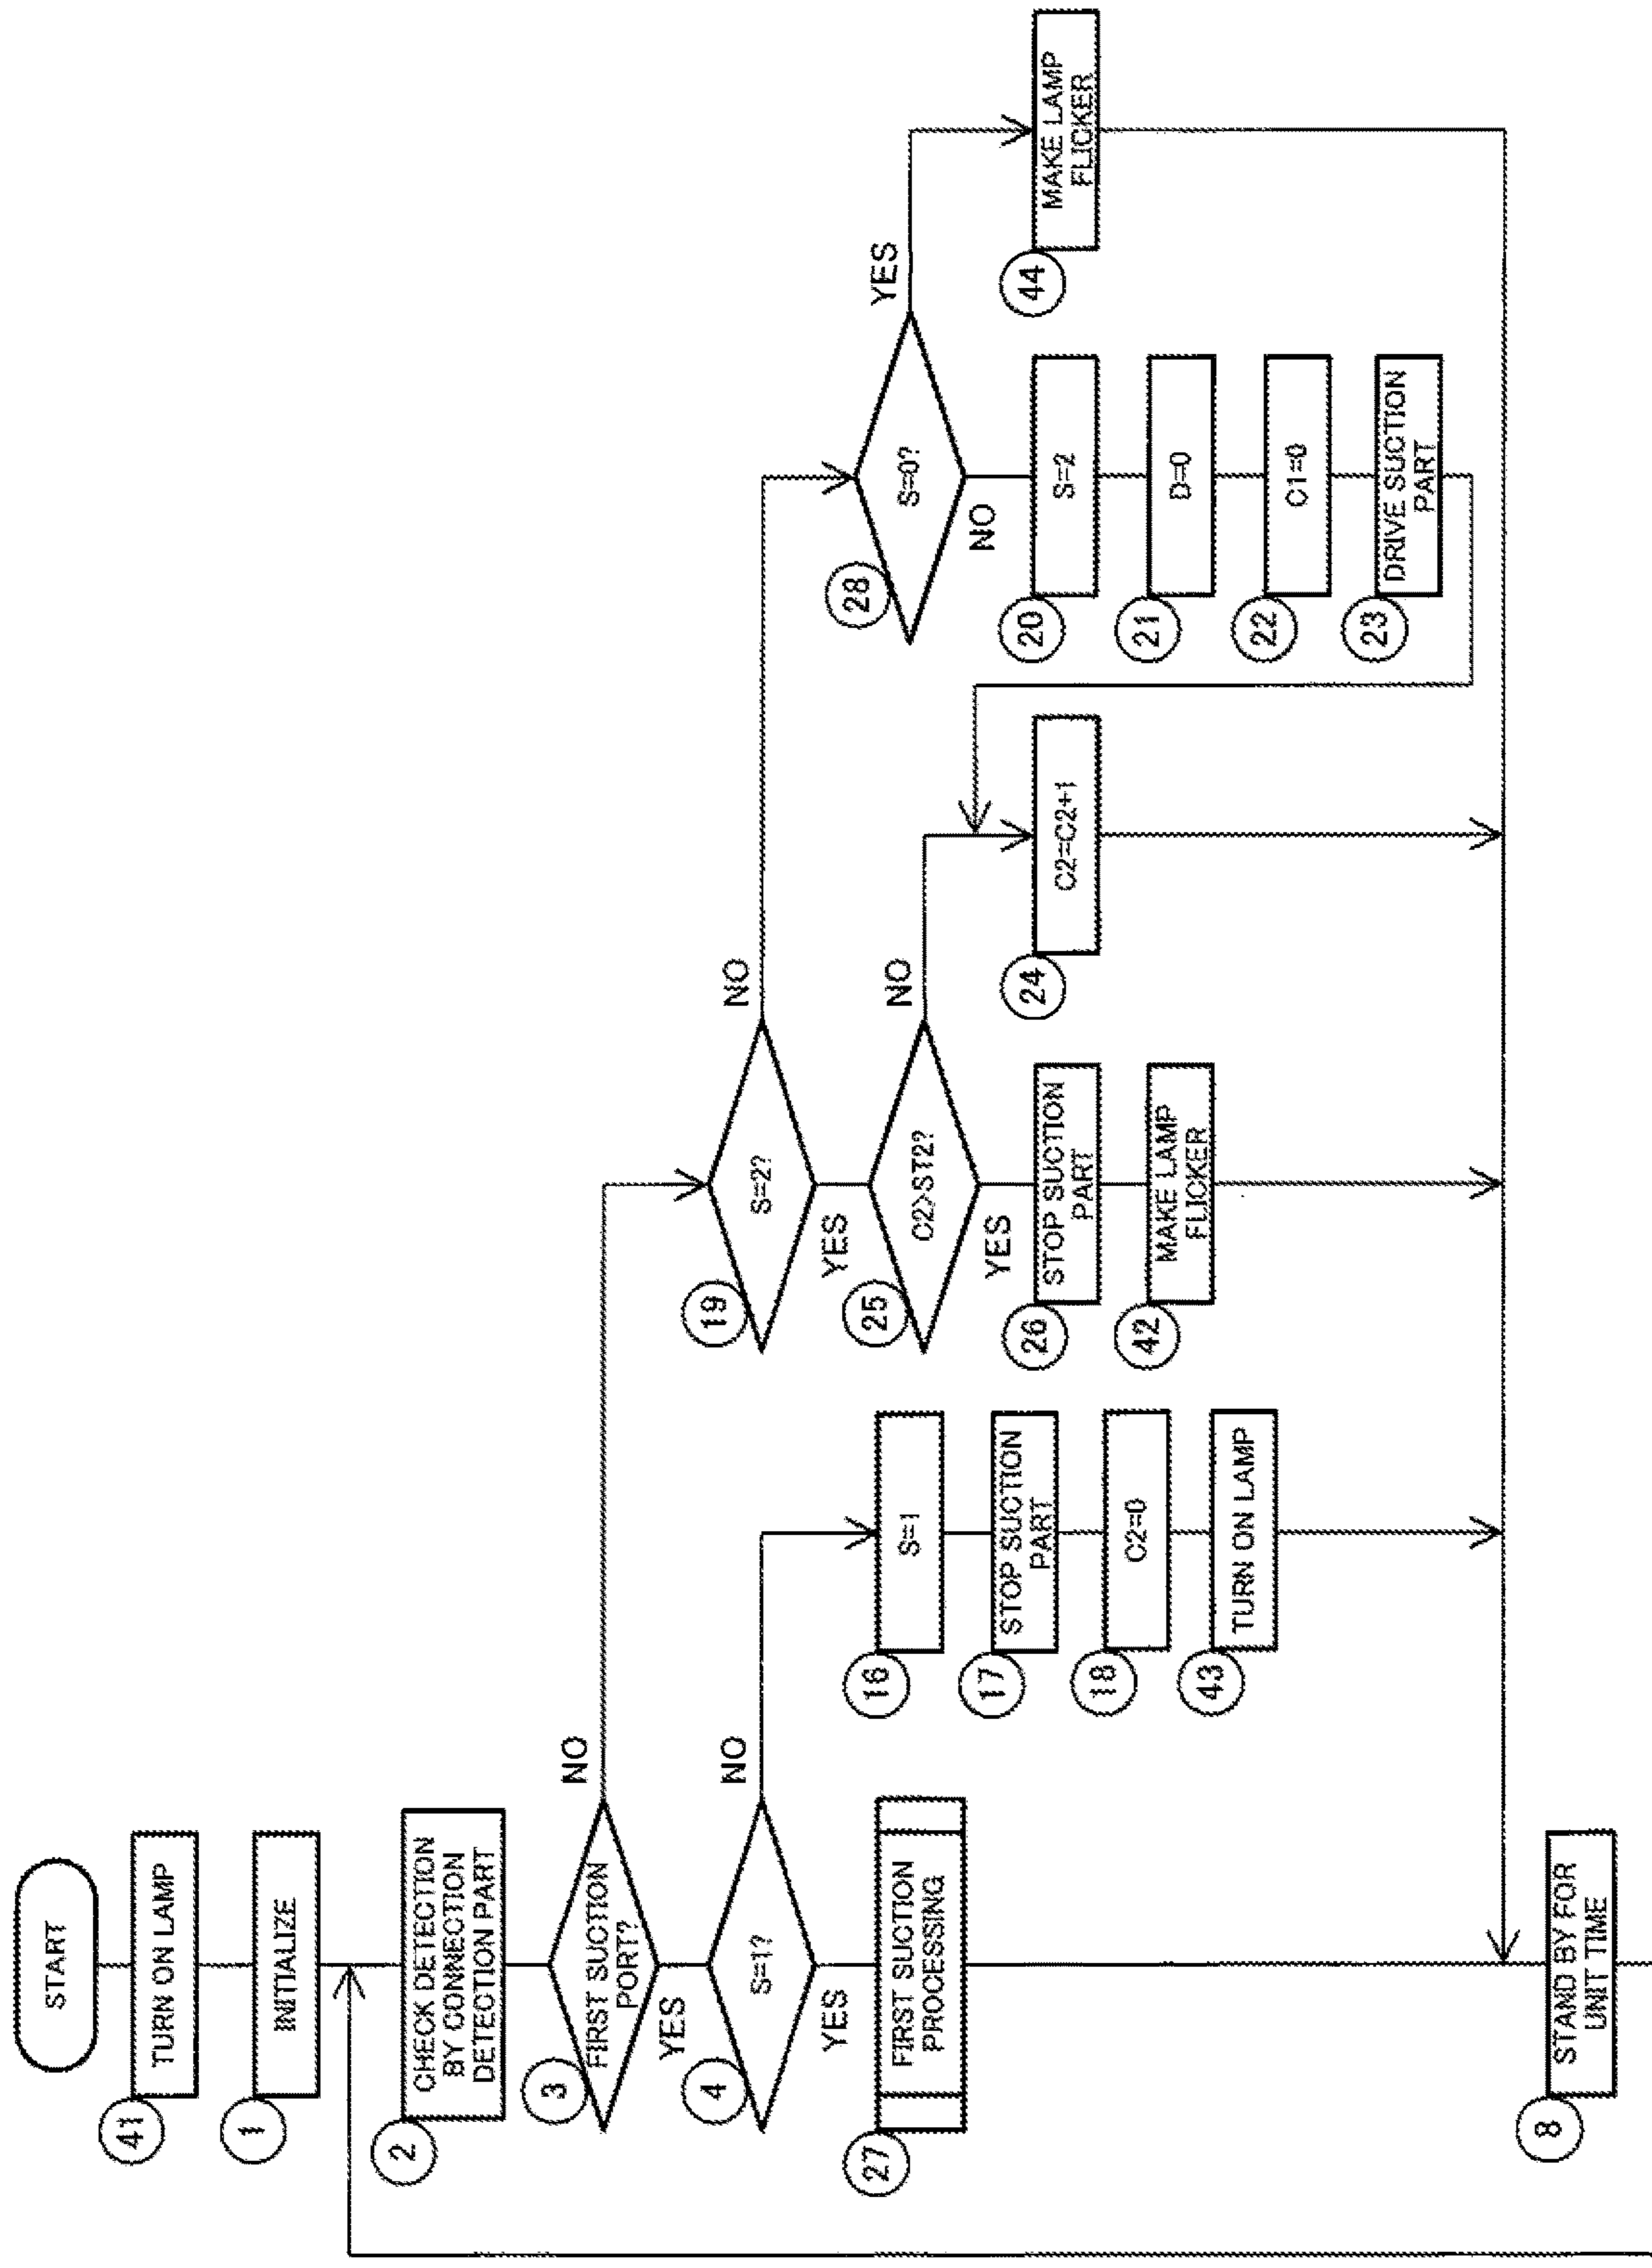 START
41
TURN ON LAMP
1
INITIALIZE
2
CHECK DETECTION
BY CONNECTION
DETECTION PART
3
FIRST SUCTION
PORT?
NO
YES
4
S=1?
NO
YES
27
FIRST SUCTION
PROCESSING
16
S=1
17
STOP SUCTION
PART
18
C2=0
43
TURN ON LAMP
19
S=2?
NO
YES
25
C2>ST2?
NO
YES
26
STOP SUCTION
PART
42
MAKE LAMP
FLICKER
24
C2=C2+1
28
S=0?
YES
NO
20
S=2
21
D=0
22
C1=0
23
DRIVE SUCTION
PART
44
MAKE LAMP
FLICKER
8
STAND BY FOR
UNIT TIME